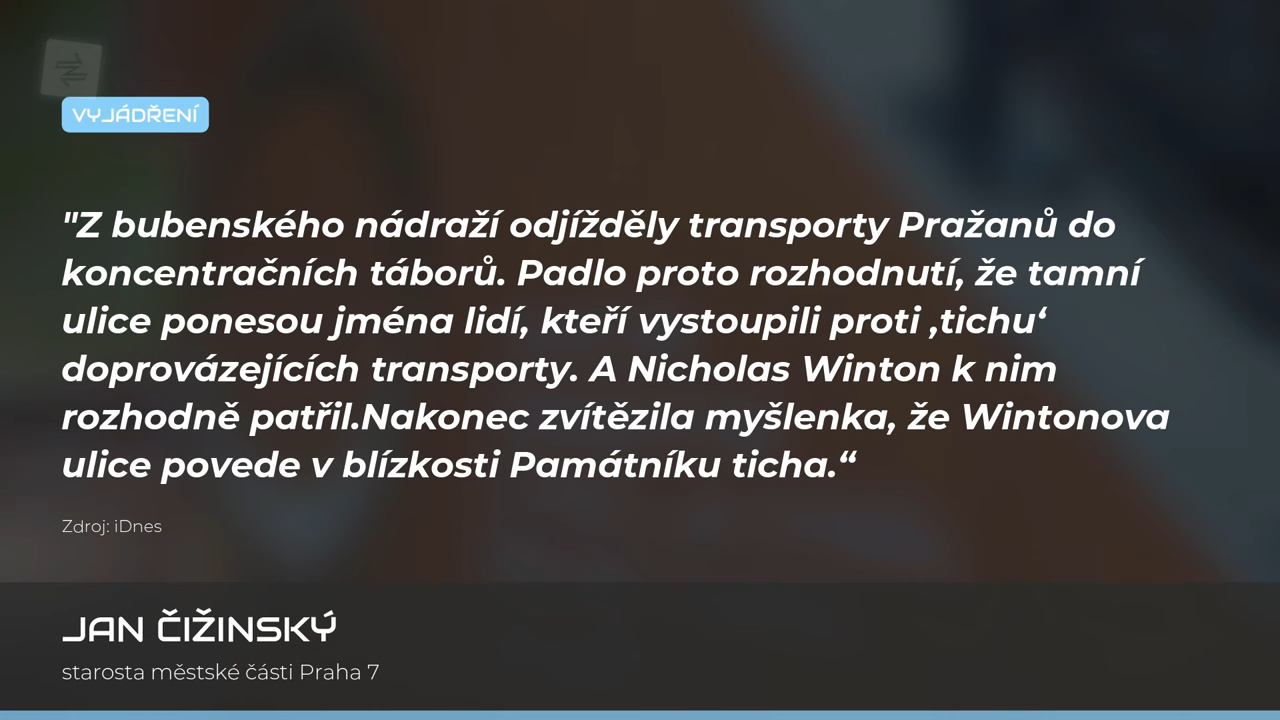 VYJÁDŘENÍ
"Z bubenského nádraží odjížděly transporty Pražanů do
koncentračních táborů. Padlo proto rozhodnutí, že tamní
ulice ponesou jména lidí, kteří vystoupili proti ‚tichu‘
doprovázejících transporty. A Nicholas Winton k nim
rozhodně patřil.Nakonec zvítězila myšlenka, že Wintonova
ulice povede v blízkosti Památníku ticha.“
Zdroj: iDnes
JAN ČIŽINSKÝ
starosta městské části Praha 7